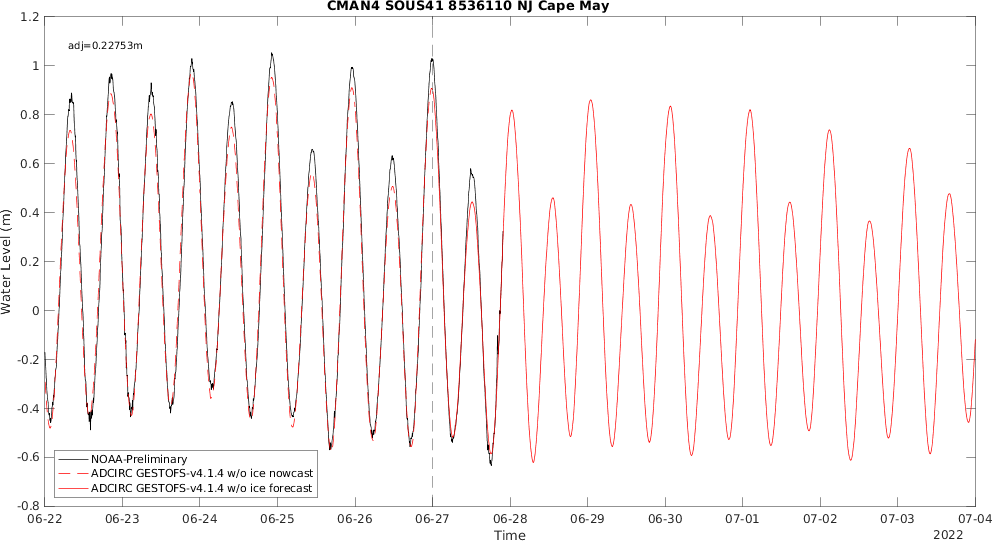 CMAN4 SOUS41 8536110 NJ Cape May
adj=0.22753m
1.2
1
0.8
0.6
0.4
0.2
0
-0.2
-0.4
-0.6
-0.8
Water Level (m)
NOAA-Preliminary
ADCIRC GESTOFS-v4.1.4 w/o ice nowcast
ADCIRC GESTOFS-v4.1.4 w/o ice forecast
06-22 06-23 06-24 06-25 06-26 06-27 06-28 06-29 06-30 07-01 07-02 07-03 07-04
Time
2022